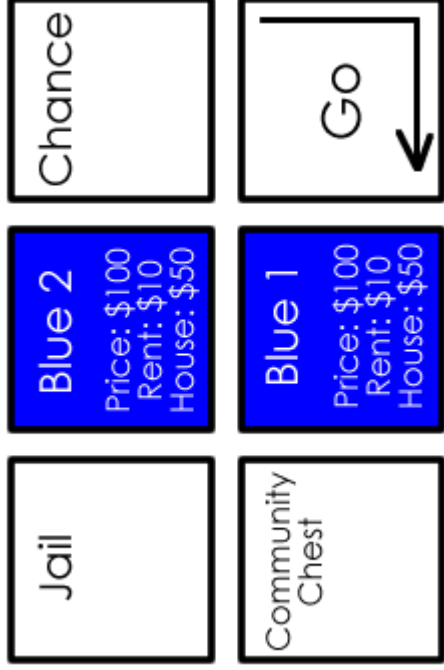 Jail
Blue 2
Price: $100
Rent: $10
House: $50
Chance
Community
Chest
Blue 1
Price: $100
Rent: $10
House: $50
Go